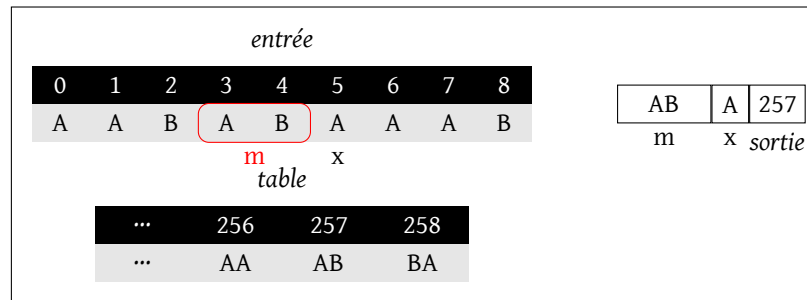 entrée
0 1 2 3 4 5 6 7 8
A A B A B A A A B
m x
table
... 256 257 258
... AA AB BA
AB A 257
m x sortie